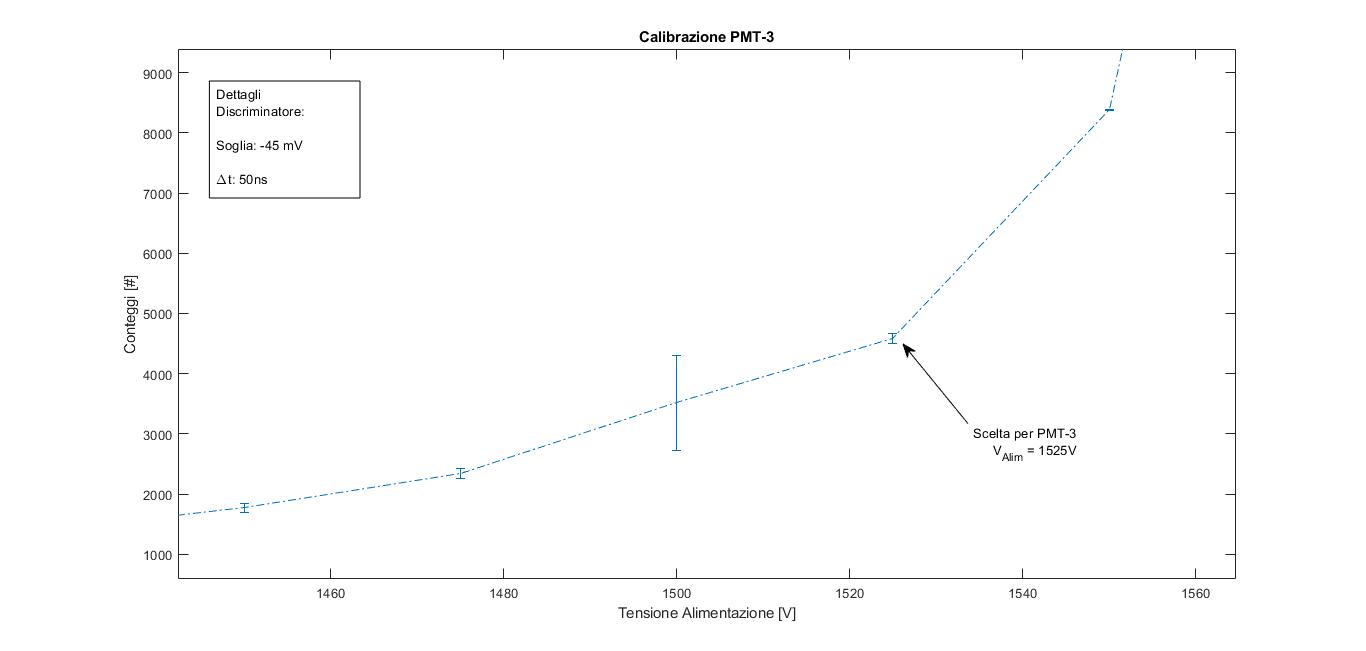 Calibrazione PMT-3
9000
8000
7000
6000
5000
4000
3000
2000
1000
Conteggi [#]
Dettagli
Discriminatore:
Soglia: -45 mV
Δt: 50ns
Scelta per PMT-3
V_Alim = 1525V
1460
1480
1500
1520
1540
1560
Tensione Alimentazione [V]